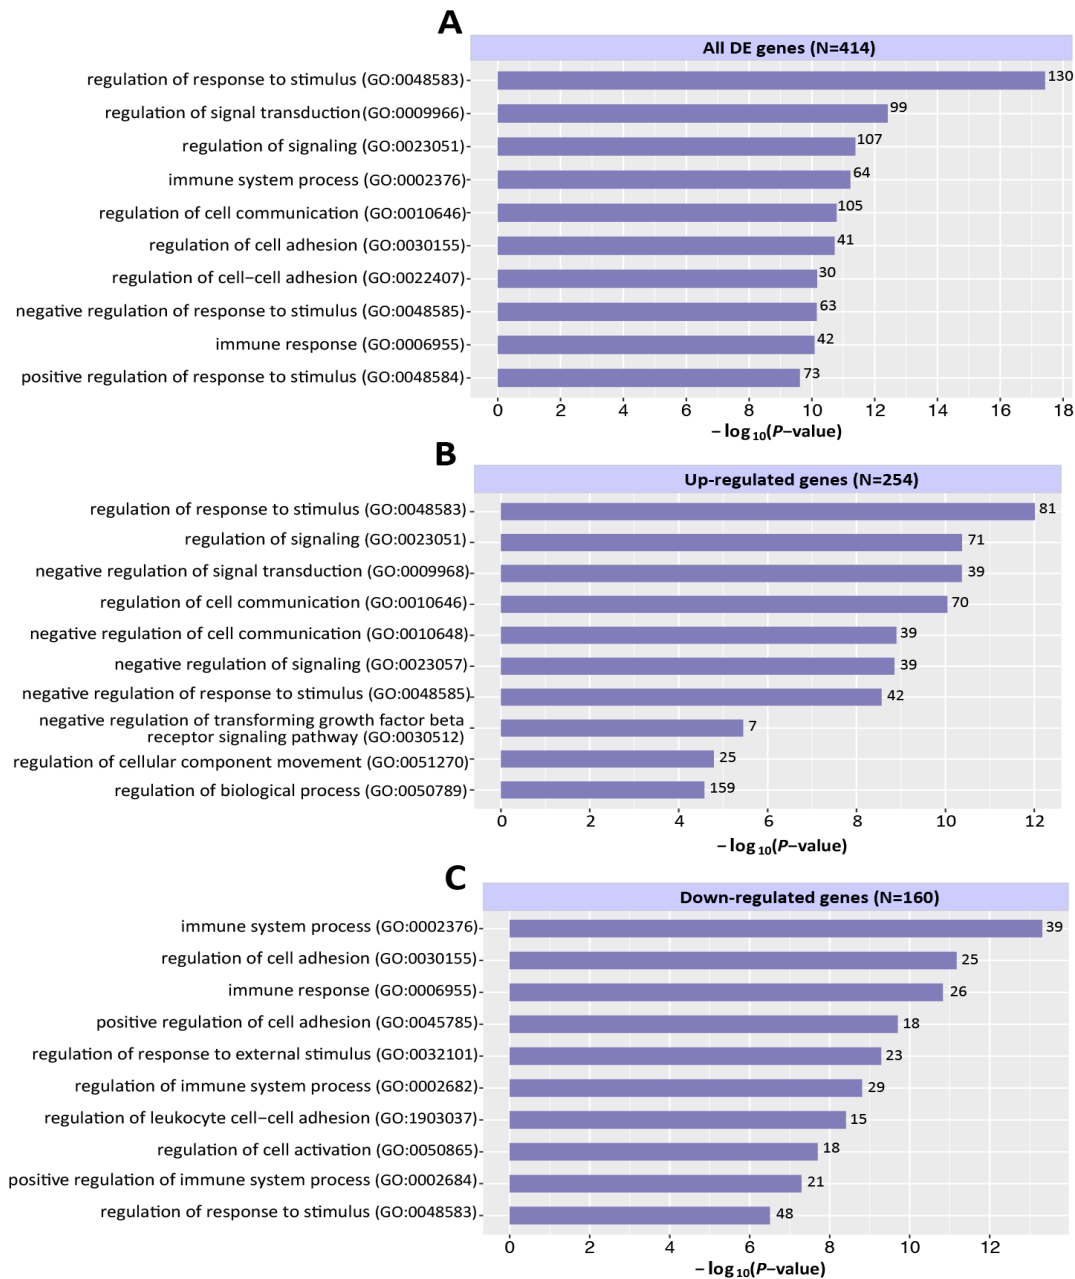 A
All DE genes (N=414)
regulation of response to stimulus (GO:0048583)
130
regulation of signal transduction(GO:0009966)
99
regulation of signaling (GO:0023051)
107
immune system process (GO:0002376)
64
regulation of cell communication (GO:0010646)
105
regulation of cell adhesion (GO:0030155)
41
regulation of cell–cell adhesion (GO:0022407)
30
negative regulation of response to stimulus (GO:0048585)
63
immune response (GO:0006955)
42
positive regulation of response to stimulus (GO:0048584)
73
0 2 4 6 8 10 12 14 16 18
– log10(P–value)
B
Up-regulated genes (N=254)
regulation of response to stimulus (GO:0048583)
81
regulation of signaling (GO:0023051)
71
negative regulation of signal transduction (GO:0009968)
39
regulation of cell communication (GO:0010646)
70
negative regulation of cell communication (GO:0010648)
39
negative regulation of signaling (GO:0023057)
39
negative regulation of response to stimulus (GO:0048585)
42
negative regulation of transforming growth factor beta
receptor signaling pathway (GO:0030512)
7
regulation of cellular component movement (GO:0051270)
25
regulation of biological process (GO:0050789)
159
0 2 4 6 8 10 12
– log10(P–value)
C
Down-regulated genes (N=160)
immune system process (GO:0002376)
39
regulation of cell adhesion (GO:0030155)
25
immune response (GO:0006955)
26
positive regulation of cell adhesion (GO:0045785)
18
regulation of response to external stimulus (GO:0032101)
23
regulation of immune system process (GO:0002682)
29
regulation of leukocyte cell–cell adhesion (GO:1903037)
15
regulation of cell activation (GO:0050865)
18
positive regulation of immune system process (GO:0002684)
21
regulation of response to stimulus (GO:0048583)
48
0 2 4 6 8 10 12
– log10(P–value)